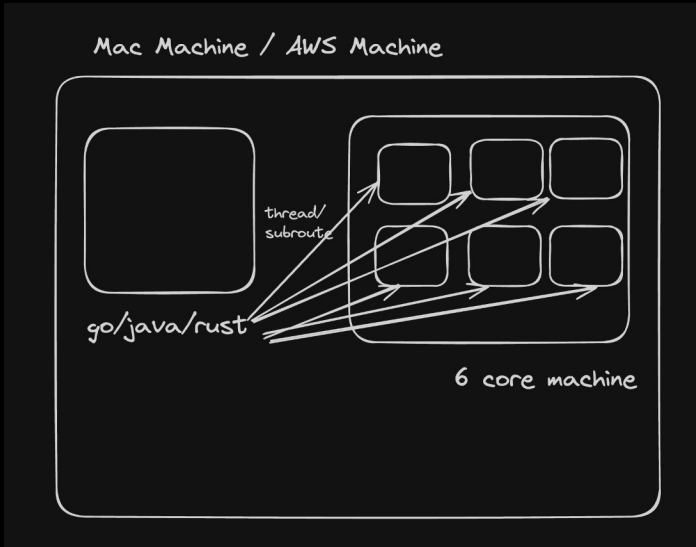 Mac Machine / AWS Machine
thread/
subroute
go/java/rust
6 core machine